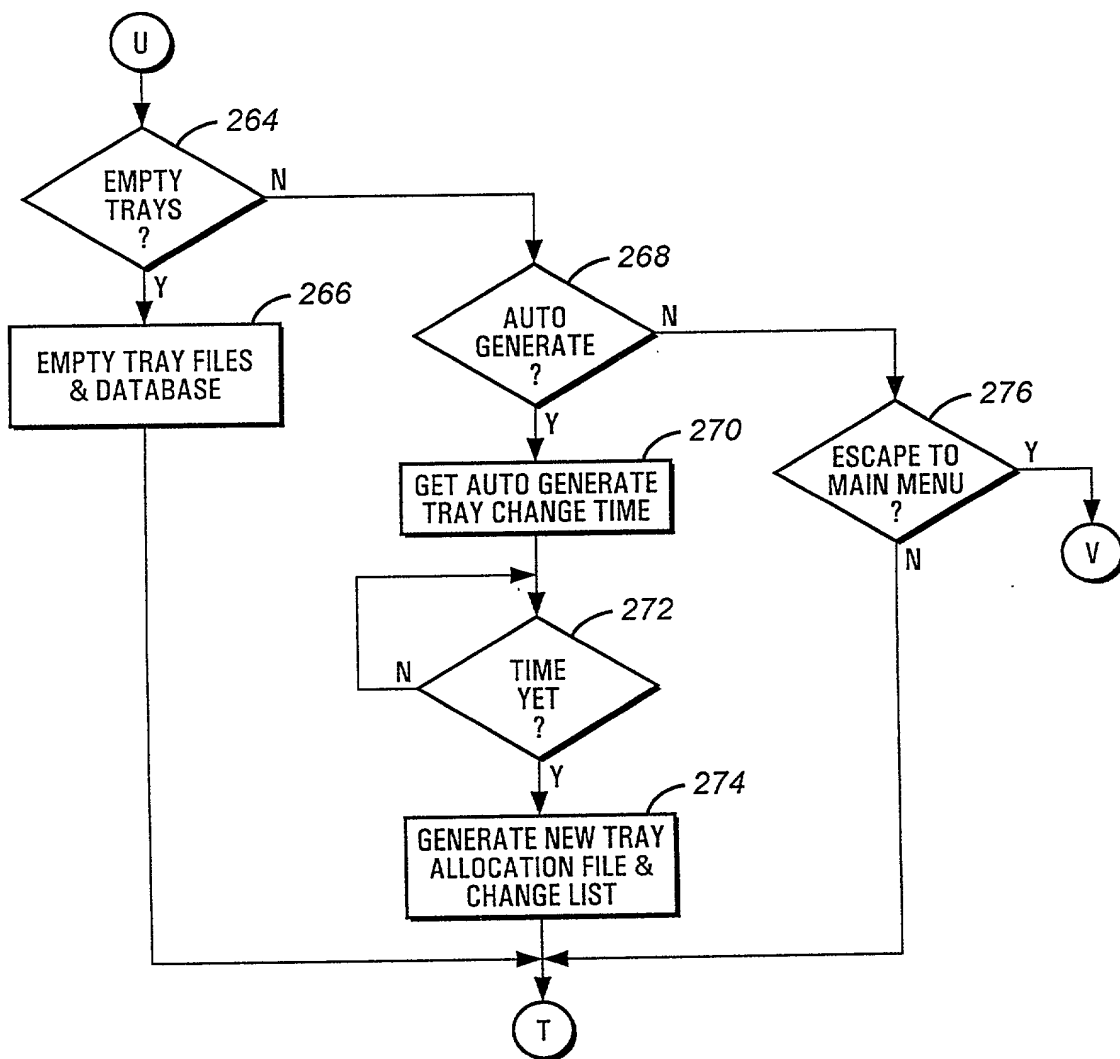 U
264
EMPTY
TRAYS
?
N
Y
266
EMPTY TRAY FILES
& DATABASE
268
AUTO
GENERATE
?
N
Y
270
GET AUTO GENERATE
TRAY CHANGE TIME
276
ESCAPE TO
MAIN MENU
?
Y
N
V
272
TIME
YET
?
N
Y
274
GENERATE NEW TRAY
ALLOCATION FILE &
CHANGE LIST
T